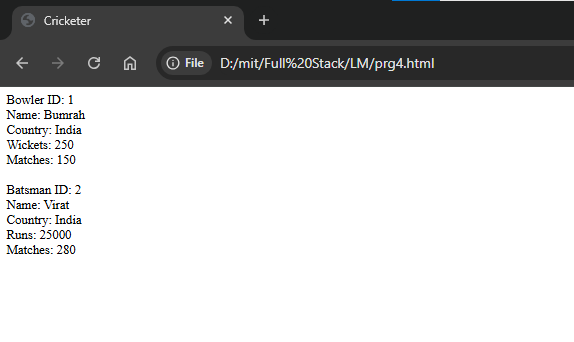 Cricketer
File
D:/mit/Full%20Stack/LM/prg4.html
Bowler ID: 1
Name: Bumrah
Country: India
Wickets: 250
Matches: 150
Batsman ID: 2
Name: Virat
Country: India
Runs: 25000
Matches: 280